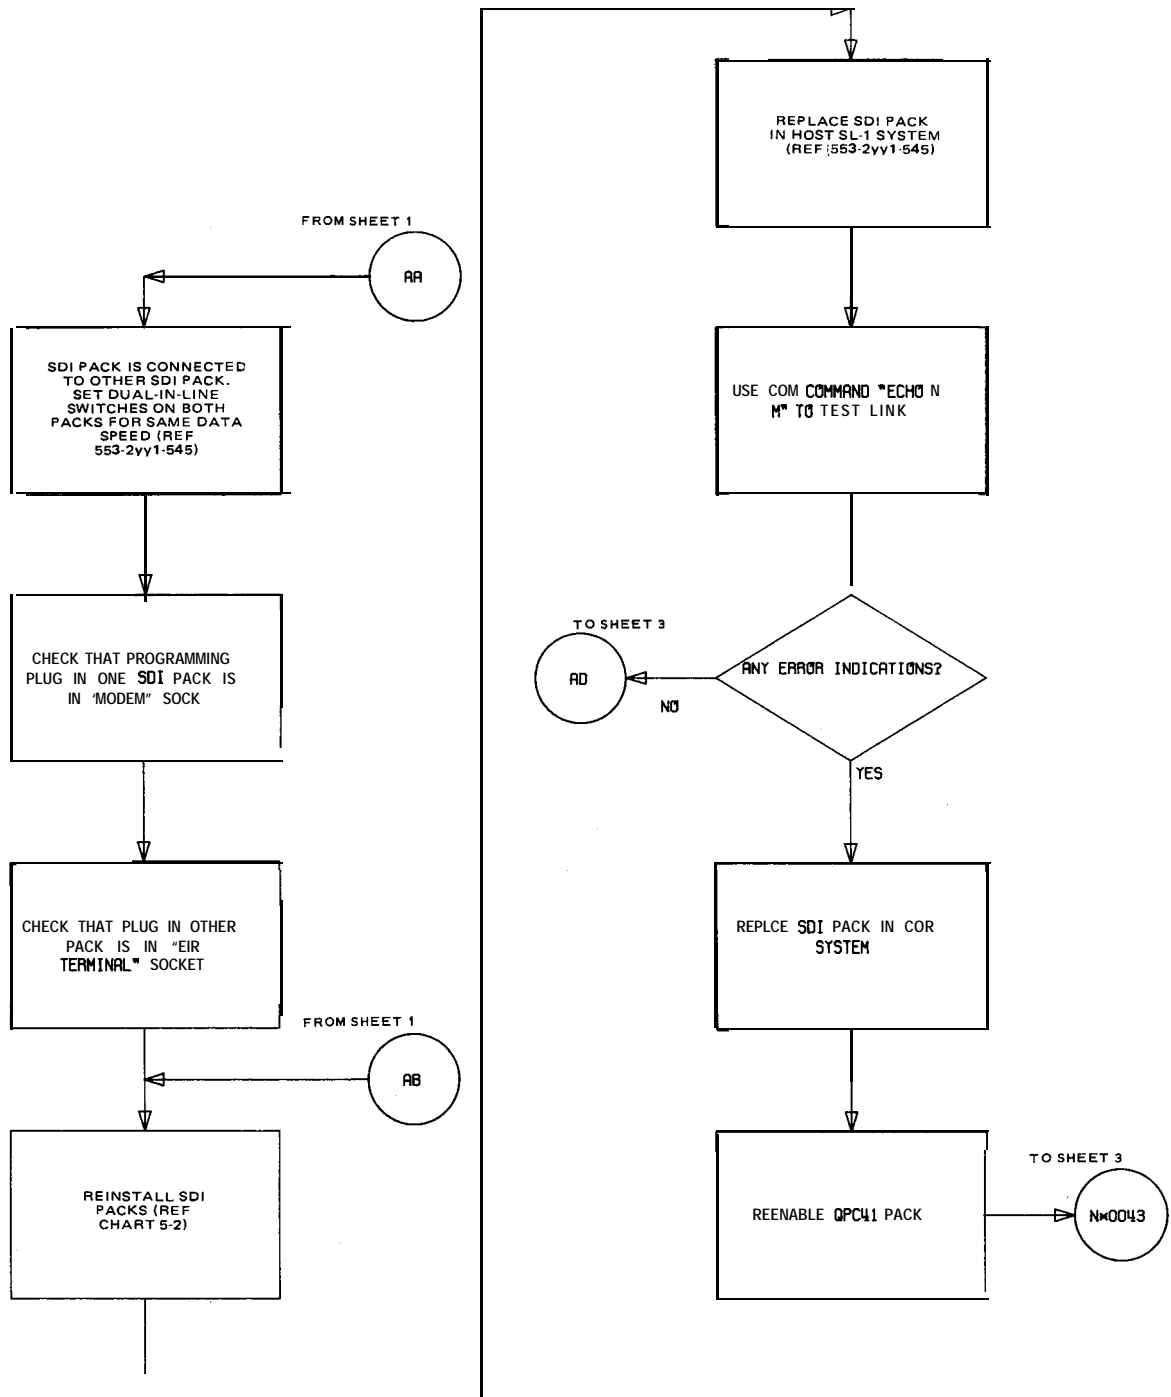 FROM SHEET 1
AA
SDI PACK IS CONNECTED
TO OTHER SDI PACK.
SET DUAL-IN-LINE
SWITCHES ON BOTH
PACKS FOR SAME DATA
SPEED (REF
553-2yy1-545)
CHECK THAT PROGRAMMING
PLUG IN ONE SDI PACK IS
IN 'MODEM" SOCK
CHECK THAT PLUG IN OTHER
PACK IS IN "EIR
TERMINAL" SOCKET
FROM SHEET 1
AB
REINSTALL SDI
PACKS (REF
CHART 5-2)
REPLACE SDI PACK
IN HOST SL-1 SYSTEM
(REF 553-2yy1-545)
USE COM COMMAND "ECHO N
M" TO TEST LINK
ANY ERROR INDICATIONS?
TO SHEET 3
AD
NO
YES
REPLCE SDI PACK IN COR
SYSTEM
REENABLE QPC41 PACK
TO SHEET 3
N*0043